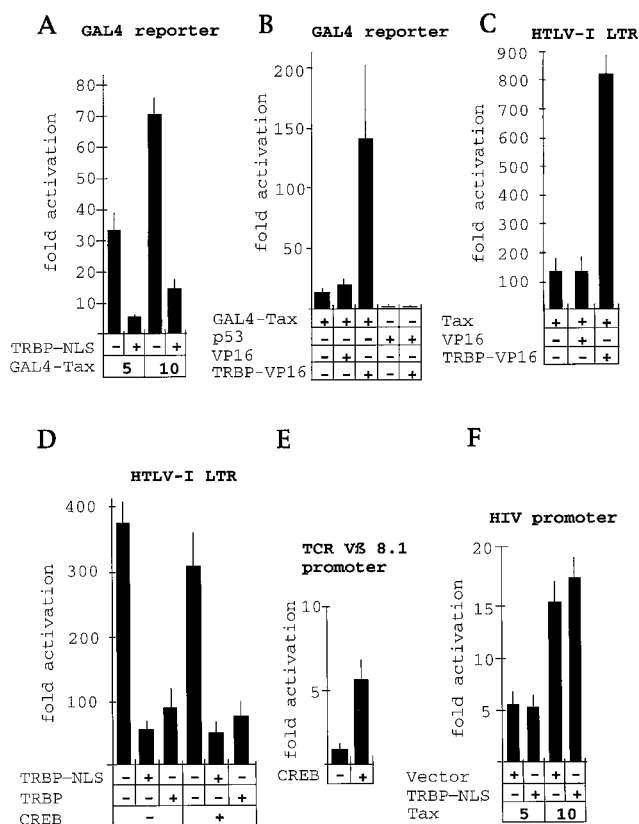 A
GAL4 reporter
fold activation
80
70
60
50
40
30
20
10
TRBP-NLS − + − +
GAL4-Tax 5 10
B
GAL4 reporter
fold activation
200
150
100
50
GAL4-Tax + + + − −
p53 − − − + +
VP16 − + − − −
TRBP-VP16 − − + − +
C
HTLV-I LTR
fold activation
900
800
700
600
500
400
300
200
100
Tax + + +
VP16 − + −
TRBP-VP16 − − +
D
HTLV-I LTR
fold activation
400
300
200
100
TRBP-NLS − + − − + −
TRBP − − + − − +
CREB − +
E
TCR Vß 8.1
promoter
fold activation
10
5
CREB − +
F
HIV promoter
fold activation
20
15
10
5
Vector + − + −
TRBP-NLS − + − +
Tax 5 10